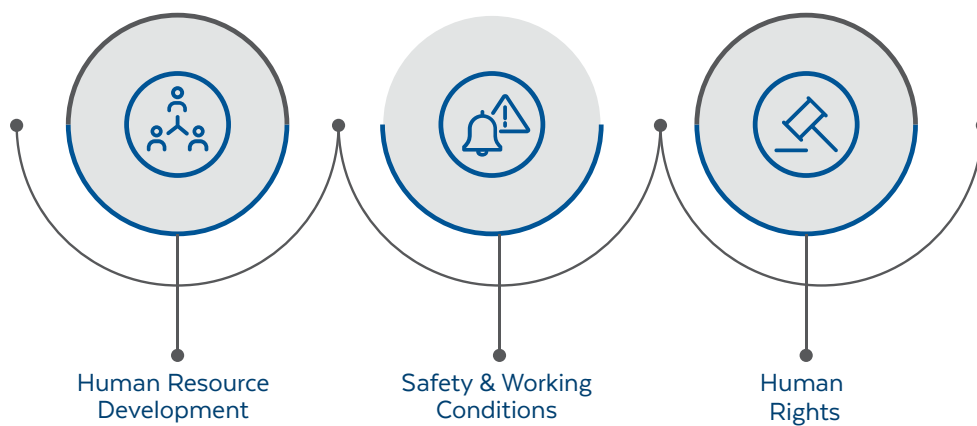 Human Resource
Development
Safety & Working
Conditions
Human
Rights